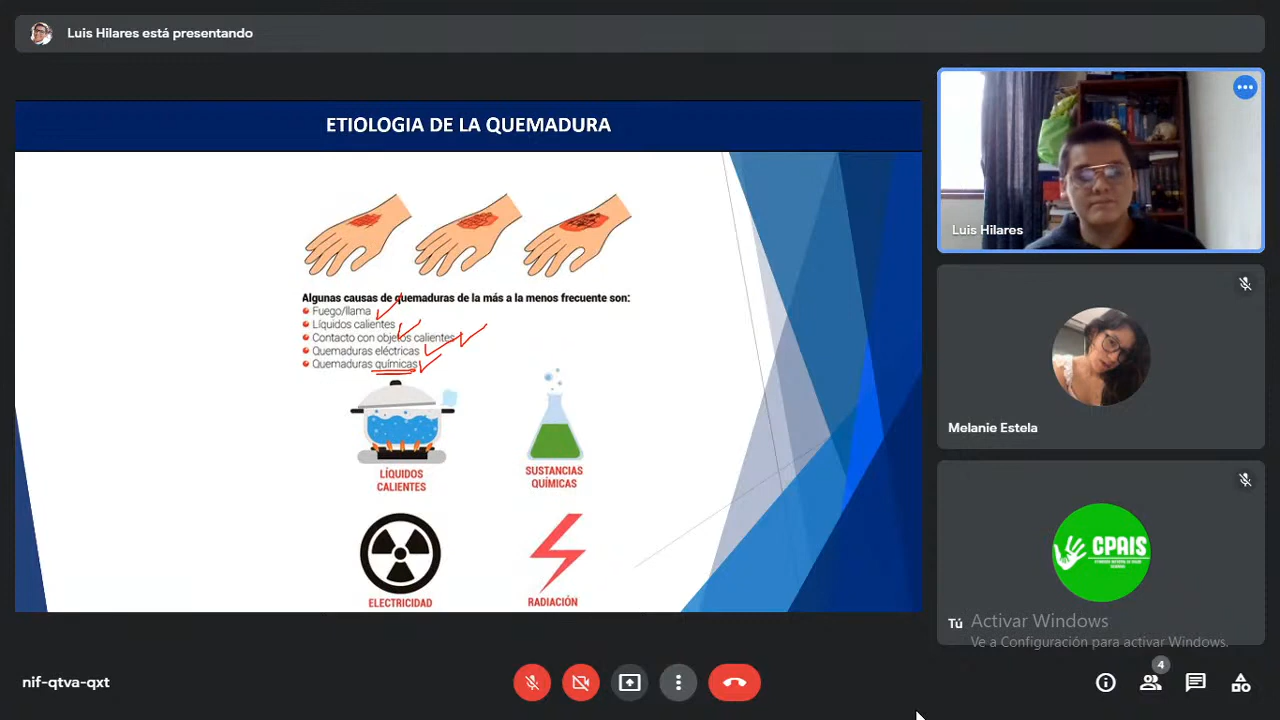 Luis Hilares está presentando
ETIOLOGIA DE LA QUEMADURA
Algunas causas de quemaduras de la más a la menos frecuente son:
Fuego/llama
Líquidos calientes
Contacto con objetos calientes
Quemaduras eléctricas
Quemaduras químicas
LÍQUIDOS
CALIENTES
SUSTANCIAS
QUÍMICAS
ELECTRICIDAD
RADIACIÓN
Luis Hilares
Melanie Estela
CPAIS
Tú
Activar Windows
Ve a Configuración para activar Windows.
nif-qtva-qxt
4